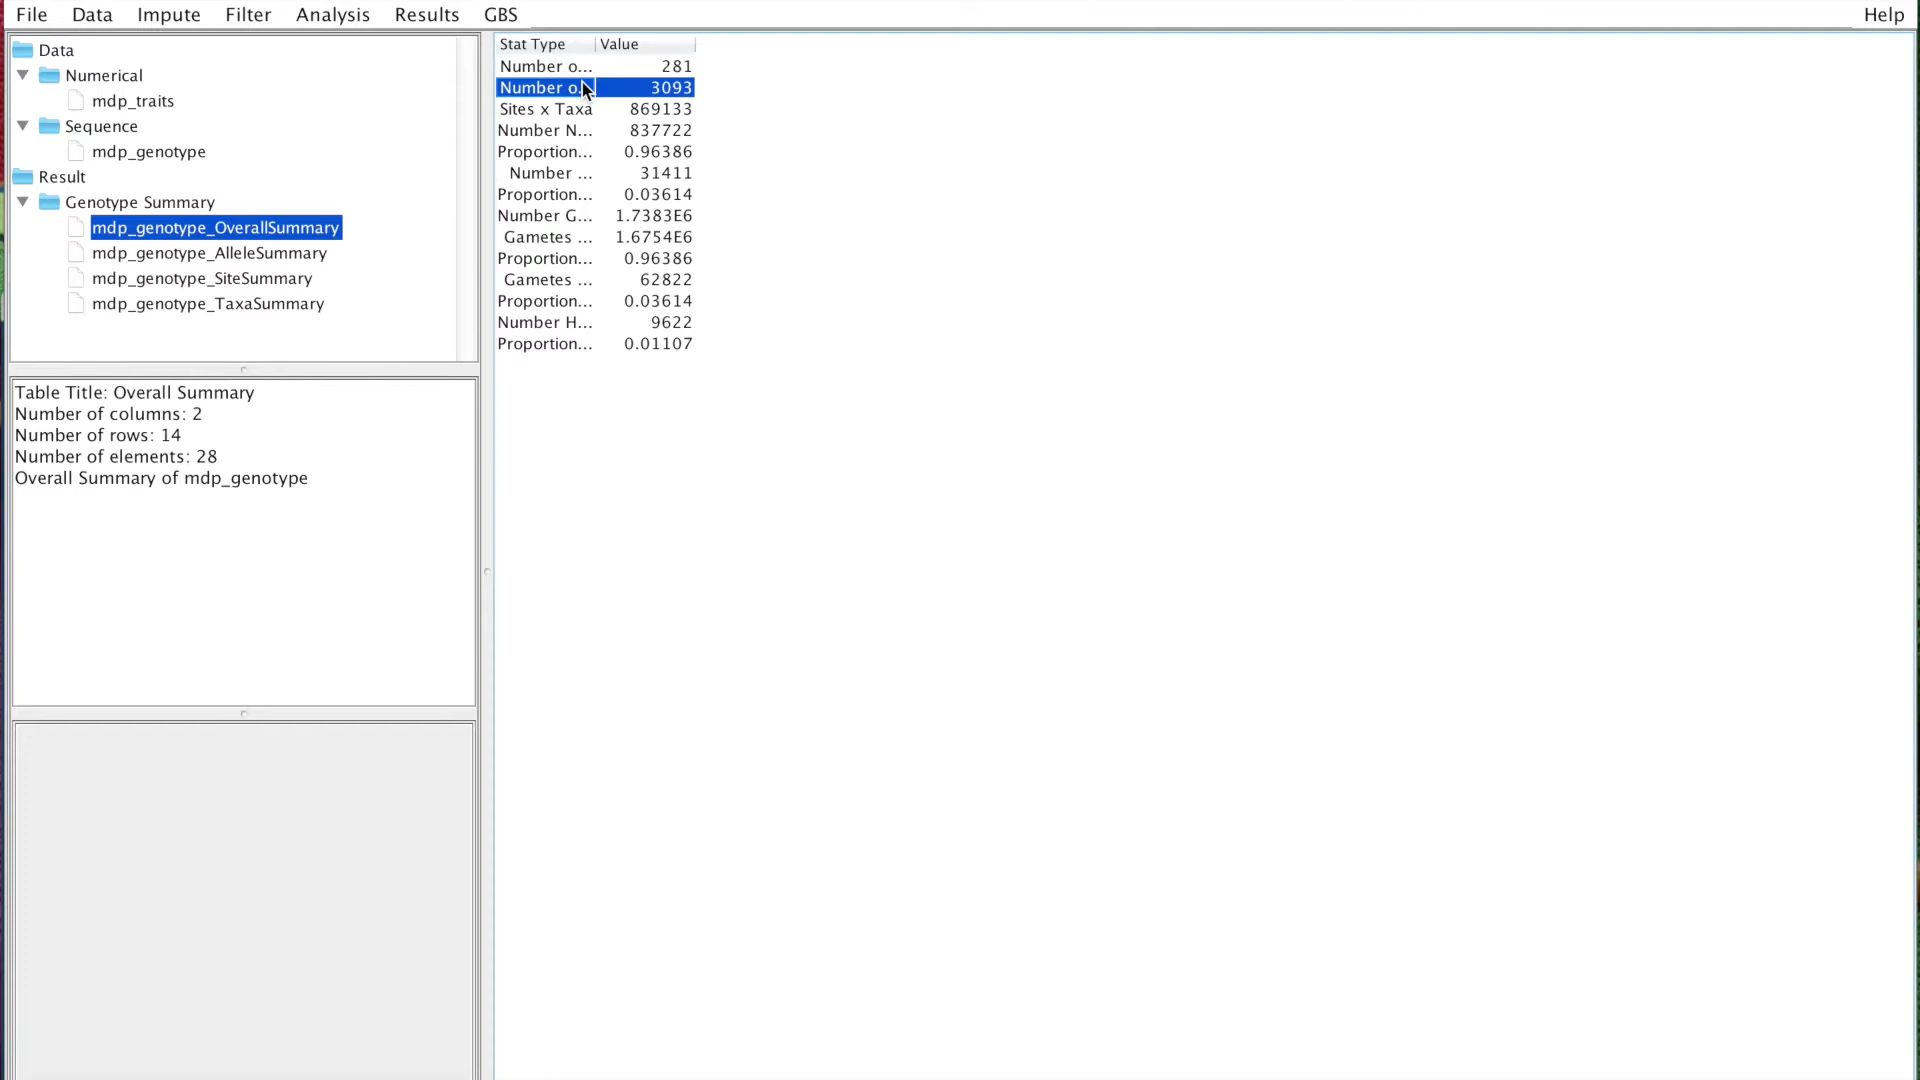 File Data Impute Filter Analysis Results GBS Help
Data
Numerical
mdp_traits
Sequence
mdp_genotype
Result
Genotype Summary
mdp_genotype_OverallSummary
mdp_genotype_AlleleSummary
mdp_genotype_SiteSummary
mdp_genotype_TaxaSummary
Table Title: Overall Summary
Number of columns: 2
Number of rows: 14
Number of elements: 28
Overall Summary of mdp_genotype
Stat Type Value
Number o... 281
Number o... 3093
Sites x Taxa 869133
Number N... 837722
Proportion... 0.96386
Number ... 31411
Proportion... 0.03614
Number G... 1.7383E6
Gametes ... 1.6754E6
Proportion... 0.96386
Gametes ... 62822
Proportion... 0.03614
Number H... 9622
Proportion... 0.01107